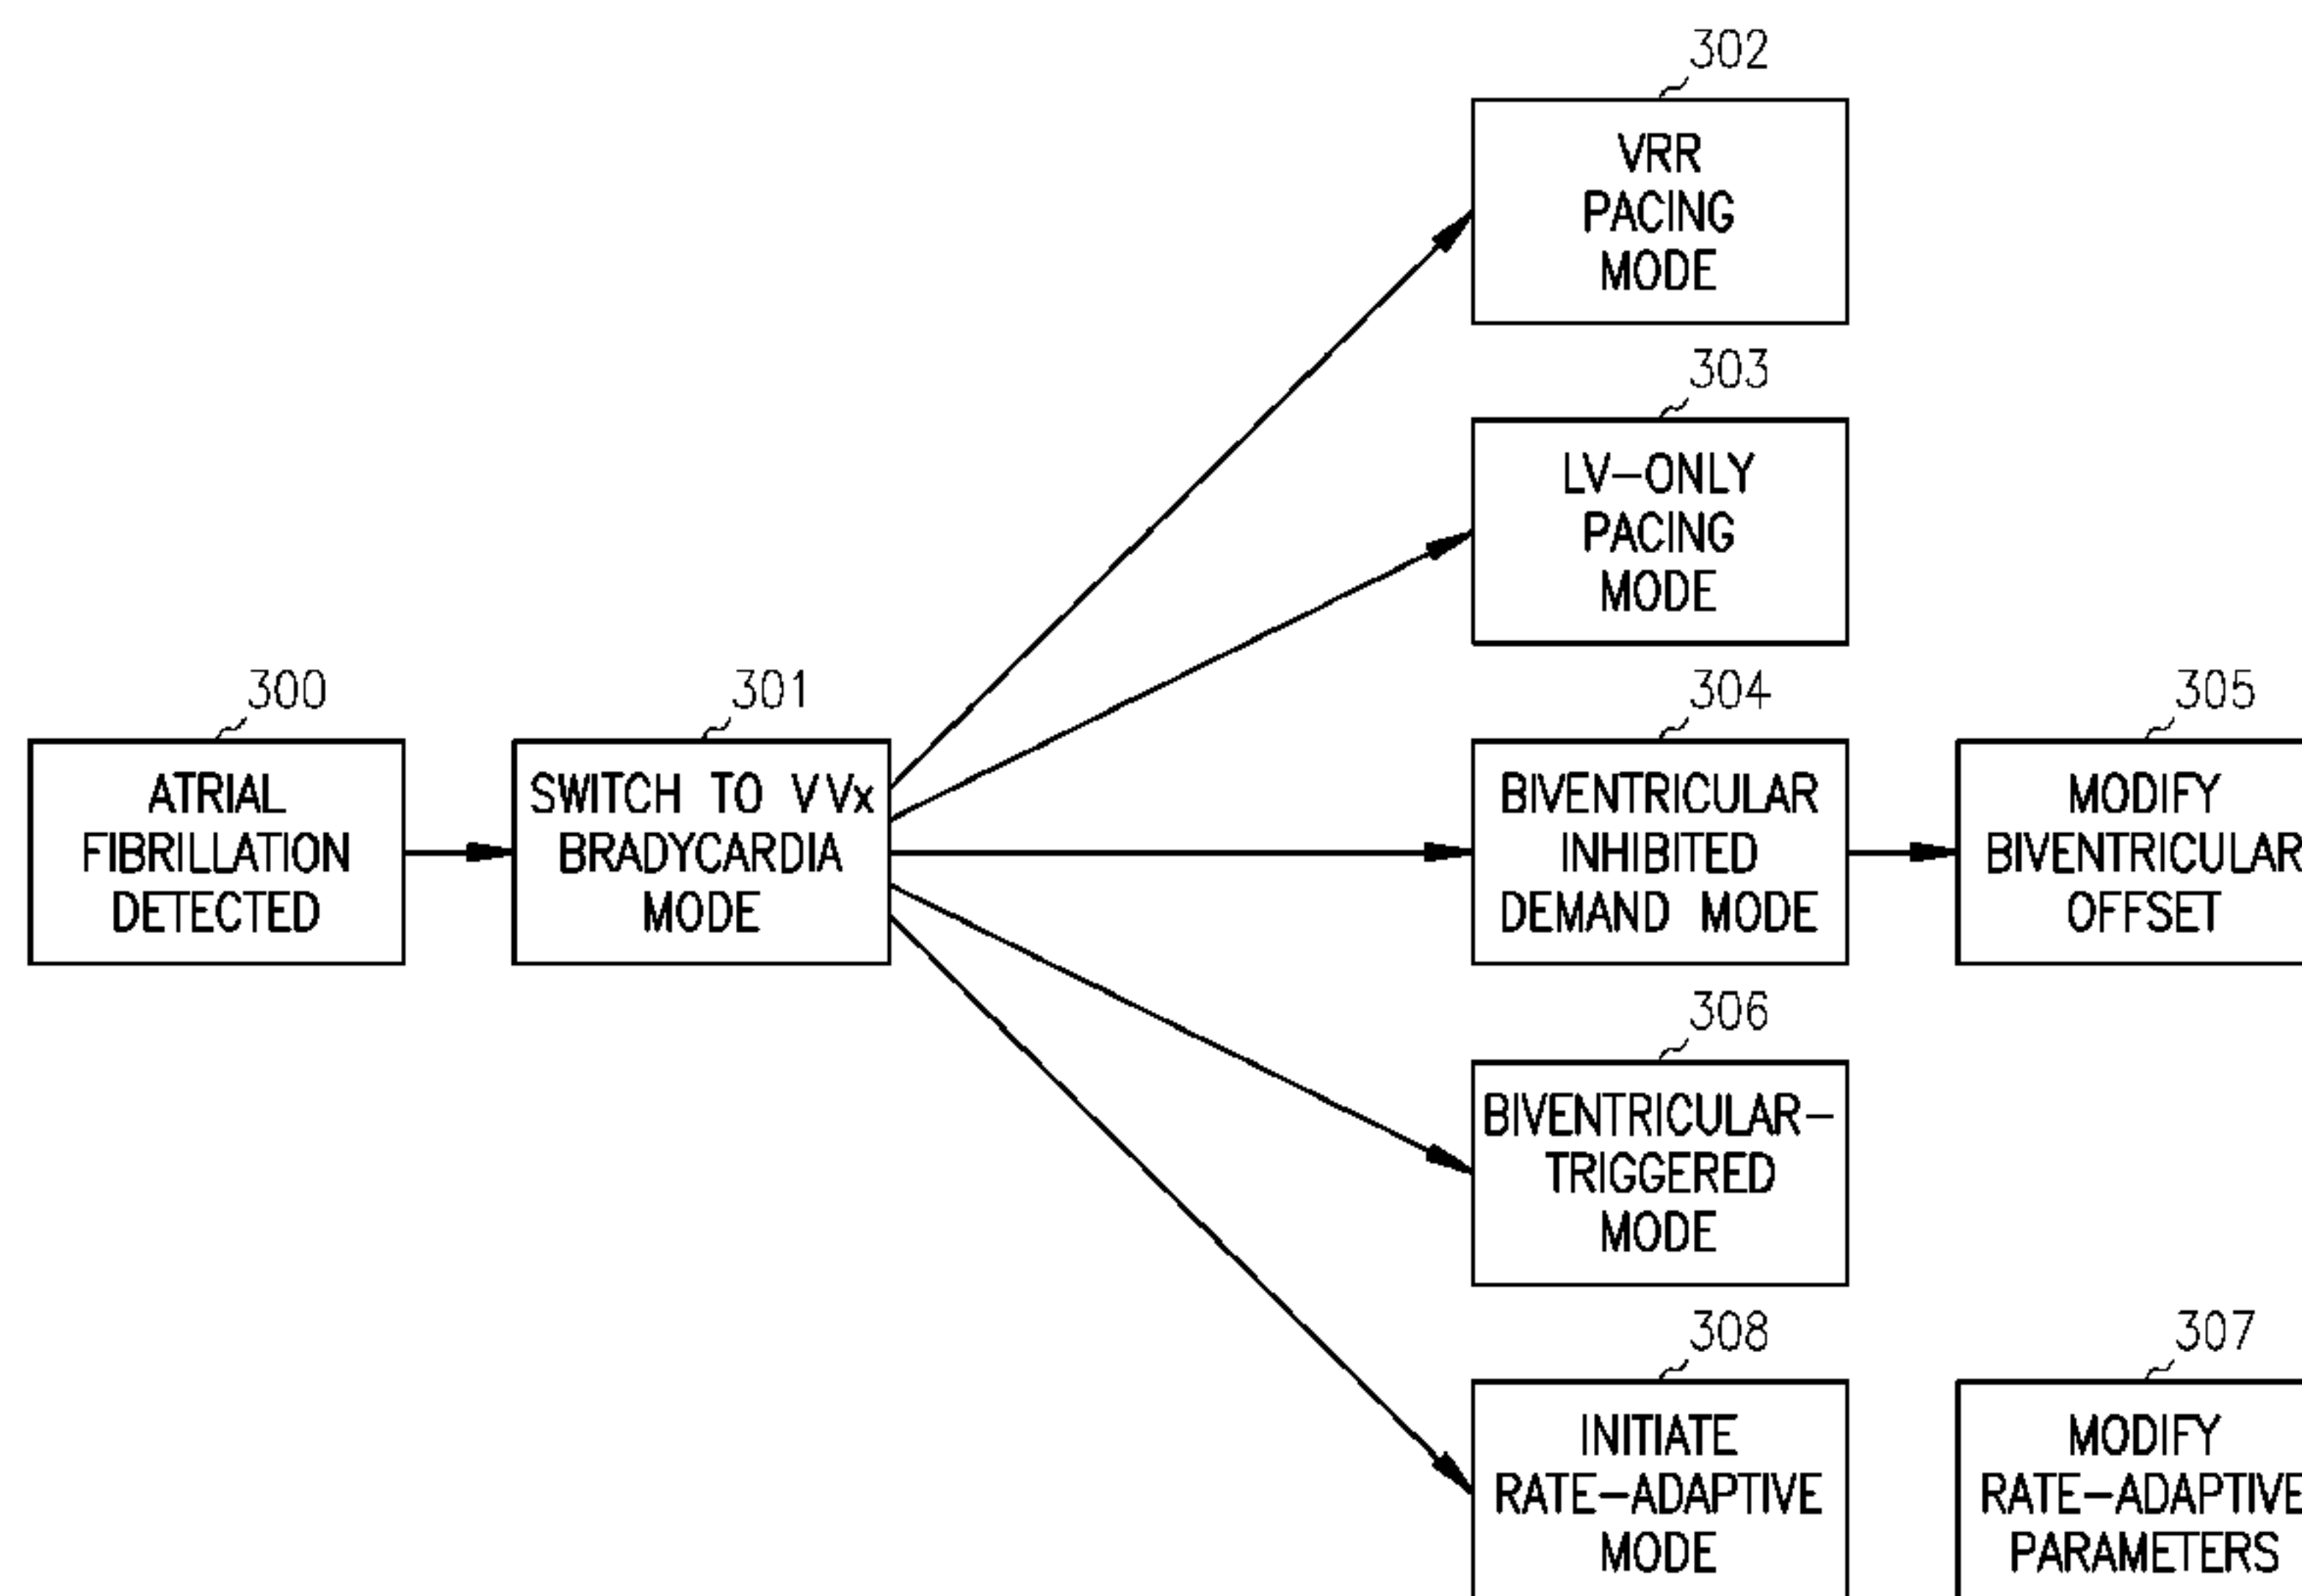 302
VRR
PACING
MODE
303
LV-ONLY
PACING
MODE
300
ATRIAL
FIBRILLATION
DETECTED
301
SWITCH TO VVx
BRADYCARDIA
MODE
304
BIVENTRICULAR
INHIBITED
DEMAND MODE
305
MODIFY
BIVENTRICULAR
OFFSET
306
BIVENTRICULAR-
TRIGGERED
MODE
308
INITIATE
RATE-ADAPTIVE
MODE
307
MODIFY
RATE-ADAPTIVE
PARAMETERS